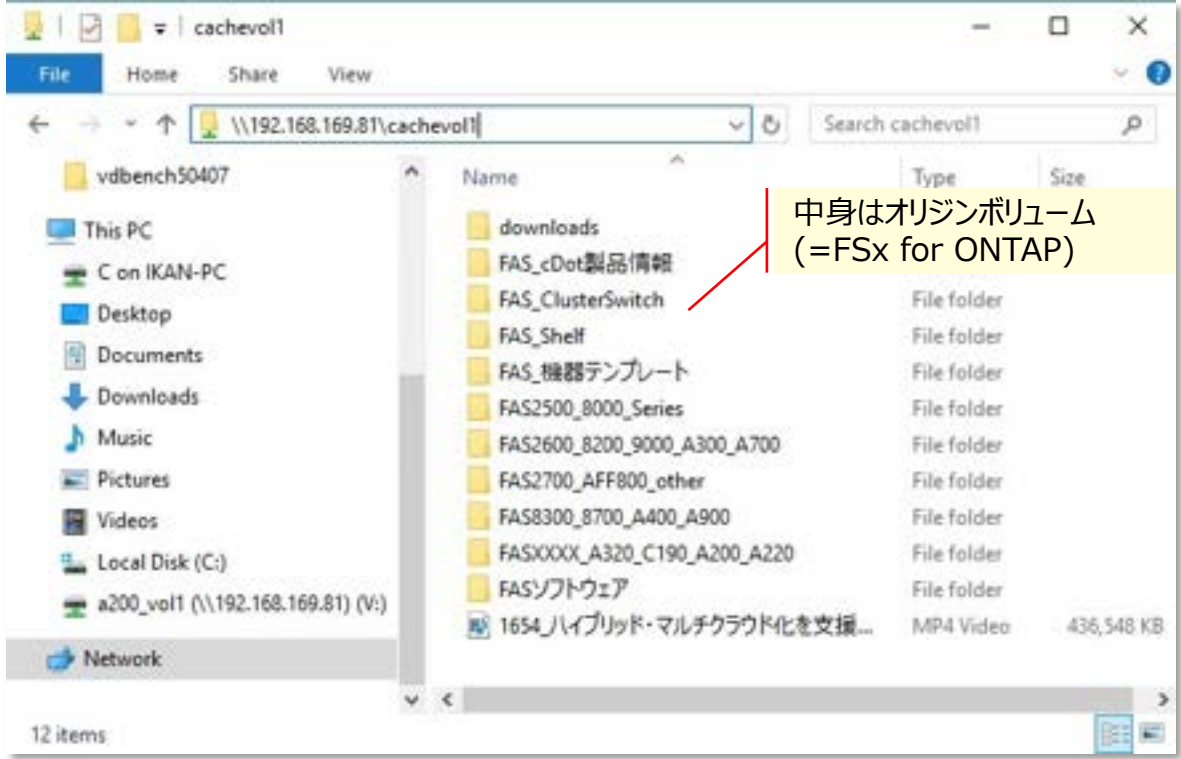 cachevol1
File Home Share View
\\192.168.169.81\cachevol1
Search cachevol1
vdbench50407
This PC
C on IKAN-PC
Desktop
Documents
Downloads
Music
Pictures
Videos
Local Disk (C:)
a200_vol1 (\\192.168.169.81) (V:)
Network
Name Type Size
中身はオリジンボリューム
(=FSx for ONTAP)
downloads
FAS_cDot製品情報
FAS_ClusterSwitch File folder
FAS_Shelf File folder
FAS_機器テンプレート File folder
FAS2500_8000_Series File folder
FAS2600_8200_9000_A300_A700 File folder
FAS2700_AFF800_other File folder
FAS8300_8700_A400_A900 File folder
FASXXXX_A320_C190_A200_A220 File folder
FASソフトウェア File folder
1654_ハイブリッド・マルチクラウド化を支援... MP4 Video 436,548 KB
12 items